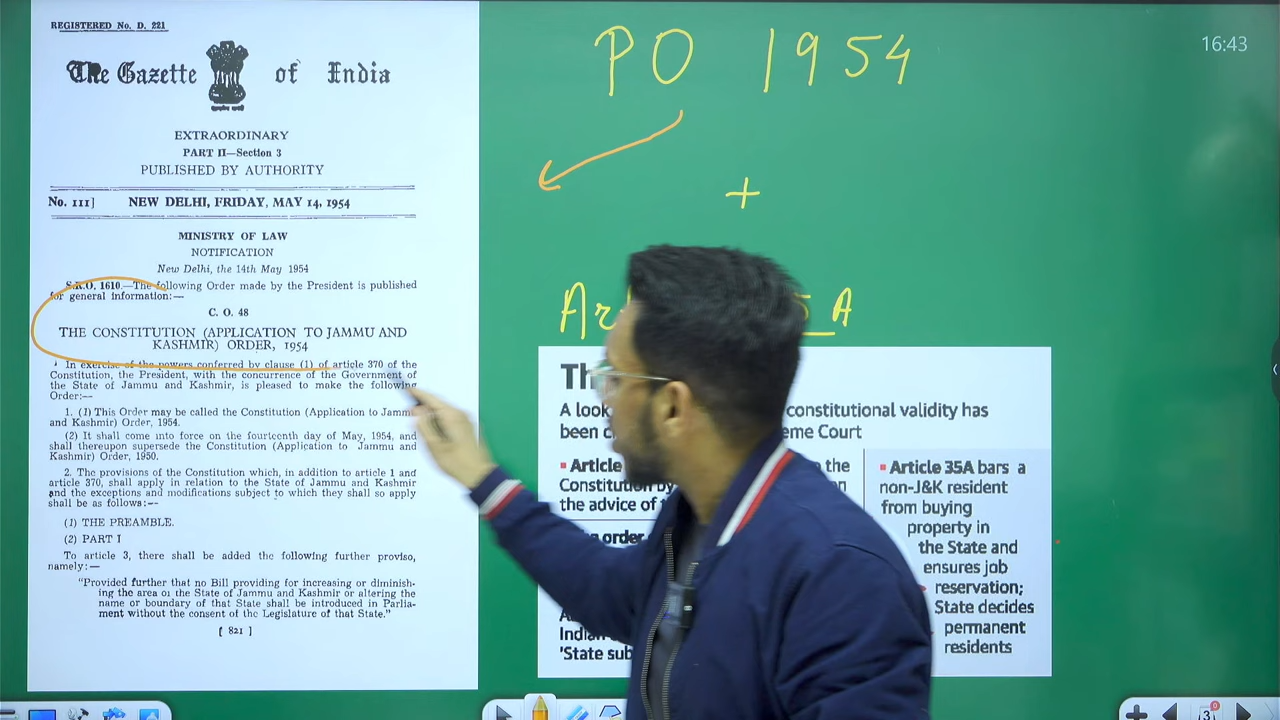 REGISTERED No. D. 221
The Gazette of India
EXTRAORDINARY
PART II—Section 3
PUBLISHED BY AUTHORITY
No. 111] NEW DELHI, FRIDAY, MAY 14, 1954
MINISTRY OF LAW
NOTIFICATION
New Delhi, the 14th May 1954
S.R.O. 1610.—The following Order made by the President is published
for general information:—
C. O. 48
THE CONSTITUTION (APPLICATION TO JAMMU AND
KASHMIR) ORDER, 1954
In exercise of the powers conferred by clause (1) of article 370 of the
Constitution, the President, with the concurrence of the Government of
the State of Jammu and Kashmir, is pleased to make the following
Order:—
1. (1) This Order may be called the Constitution (Application to Jamm
and Kashmir) Order, 1954.
(2) It shall come into force on the fourteenth day of May, 1954, and
shall thereupon supersede the Constitution (Application to Jammu and
Kashmir) Order, 1950.
2. The provisions of the Constitution which, in addition to article 1 and
article 370, shall apply in relation to the State of Jammu and Kashmir
and the exceptions and modifications subject to which they shall so apply
shall be as follows:—
(1) THE PREAMBLE.
(2) PART I
To article 3, there shall be added the following further proviso,
namely:—
"Provided further that no Bill providing for increasing or diminish-
ing the area of the State of Jammu and Kashmir or altering the
name or boundary of that State shall be introduced in Parlia-
ment without the consent of the Legislature of that State."
[ 821 ]
PO 1954
16:43
+
Ar A
Th
A look constitutional validity has
been c eme Court
▪ Article the
Constitution by on
the advice of
order
Indian
'State sub
▪ Article 35A bars a
non-J&K resident
from buying
property in
the State and
ensures job
reservation;
State decides
permanent
residents